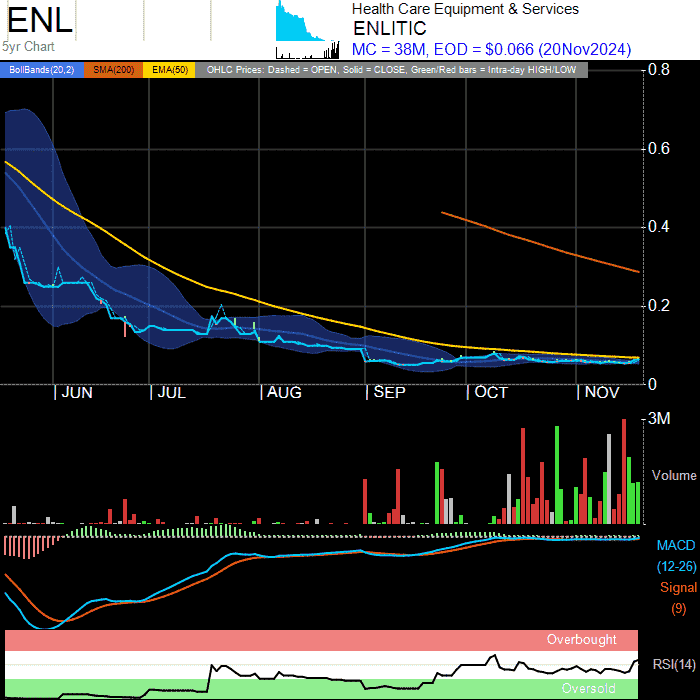 ENL
5yr Chart
Health Care Equipment & Services
ENLITIC
MC = 38M, EOD = $0.066 (20Nov2024)
BollBands(20,2) SMA(200) EMA(50) OHLC Prices: Dashed = OPEN, Solid = CLOSE, Green/Red bars = Intra-day HIGH/LOW
0.8
0.6
0.4
0.2
0
JUN JUL AUG SEP OCT NOV
3M
Volume
MACD
(12-26)
Signal
(9)
Overbought
RSI(14)
Oversold